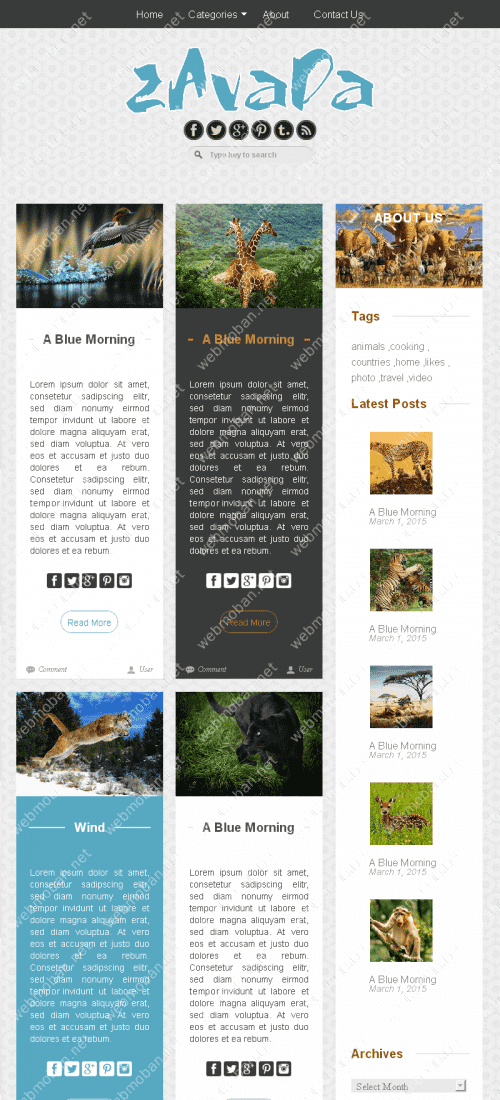 Home Categories About Contact Us
zAvaDa
Type key to search
A Blue Morning
Lorem ipsum dolor sit amet,
consetetur sadipscing elitr,
sed diam nonumy eirmod
tempor invidunt ut labore et
dolore magna aliquyam erat,
sed diam voluptua. At vero
eos et accusam et justo duo
dolores et ea rebum.
Consetetur sadipscing elitr,
sed diam nonumy eirmod
tempor invidunt ut labore et
dolore magna aliquyam erat,
sed diam voluptua. At vero
eos et accusam et justo duo
dolores et ea rebum.
Read More
Comment User
A Blue Morning
Lorem ipsum dolor sit amet,
consetetur sadipscing elitr,
sed diam nonumy eirmod
tempor invidunt ut labore et
dolore magna aliquyam erat,
sed diam voluptua. At vero
eos et accusam et justo duo
dolores et ea rebum.
Consetetur sadipscing elitr,
sed diam nonumy eirmod
tempor invidunt ut labore et
dolore magna aliquyam erat,
sed diam voluptua. At vero
eos et accusam et justo duo
dolores et ea rebum.
Read More
Comment User
Wind
Lorem ipsum dolor sit amet,
consetetur sadipscing elitr,
sed diam nonumy eirmod
tempor invidunt ut labore et
dolore magna aliquyam erat,
sed diam voluptua. At vero
eos et accusam et justo duo
dolores et ea rebum.
Consetetur sadipscing elitr,
sed diam nonumy eirmod
tempor invidunt ut labore et
dolore magna aliquyam erat,
sed diam voluptua. At vero
eos et accusam et justo duo
dolores et ea rebum.
A Blue Morning
Lorem ipsum dolor sit amet,
consetetur sadipscing elitr,
sed diam nonumy eirmod
tempor invidunt ut labore et
dolore magna aliquyam erat,
sed diam voluptua. At vero
eos et accusam et justo duo
dolores et ea rebum.
Consetetur sadipscing elitr,
sed diam nonumy eirmod
tempor invidunt ut labore et
dolore magna aliquyam erat,
sed diam voluptua. At vero
eos et accusam et justo duo
dolores et ea rebum.
ABOUT US
Tags
animals ,cooking ,
countries ,home ,likes ,
photo ,travel ,video
Latest Posts
A Blue Morning
March 1, 2015
A Blue Morning
March 1, 2015
A Blue Morning
March 1, 2015
A Blue Morning
March 1, 2015
A Blue Morning
March 1, 2015
Archives
Select Month
webmoban.net